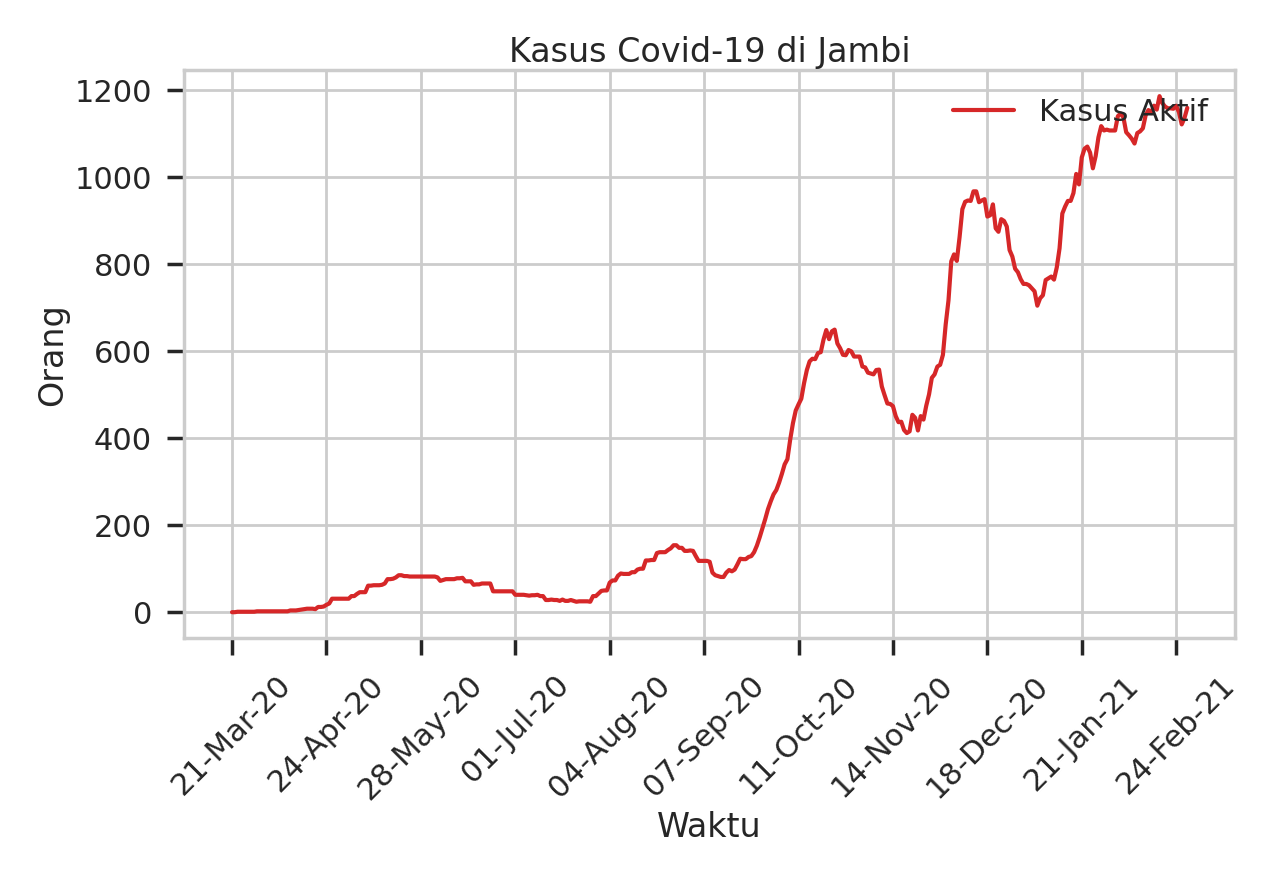 Kasus Covid-19 di Jambi
Kasus Aktif
1200
1000
800
600
400
200
0
Orang
21-Mar-20
24-Apr-20
28-May-20
01-Jul-20
04-Aug-20
07-Sep-20
11-Oct-20
14-Nov-20
18-Dec-20
21-Jan-21
24-Feb-21
Waktu